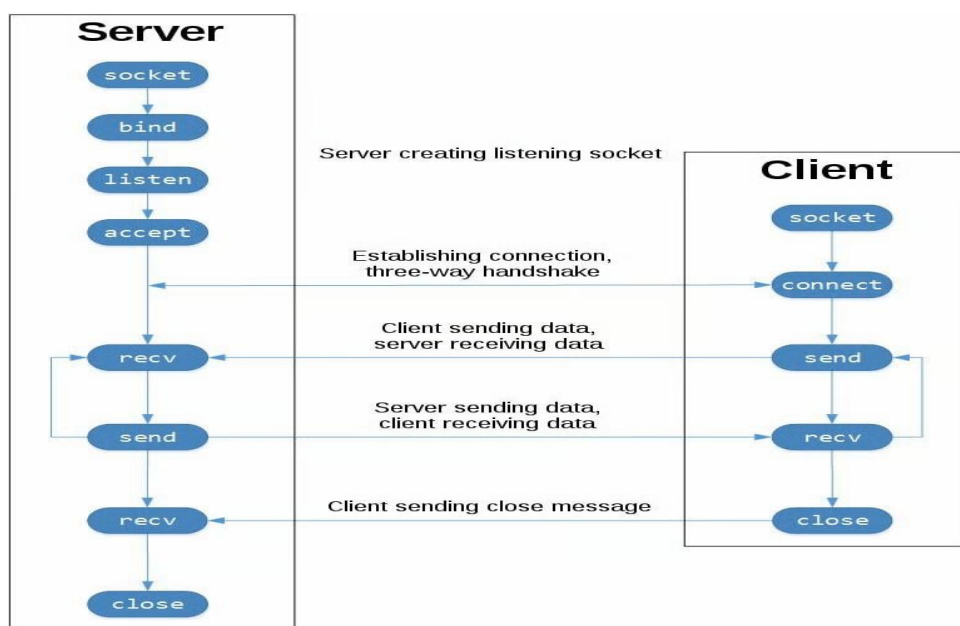 Server
socket
bind
listen
accept
recv
send
recv
close
Server creating listening socket
Establishing connection,
three-way handshake
Client sending data,
server receiving data
Server sending data,
client receiving data
Client sending close message
Client
socket
connect
send
recv
close